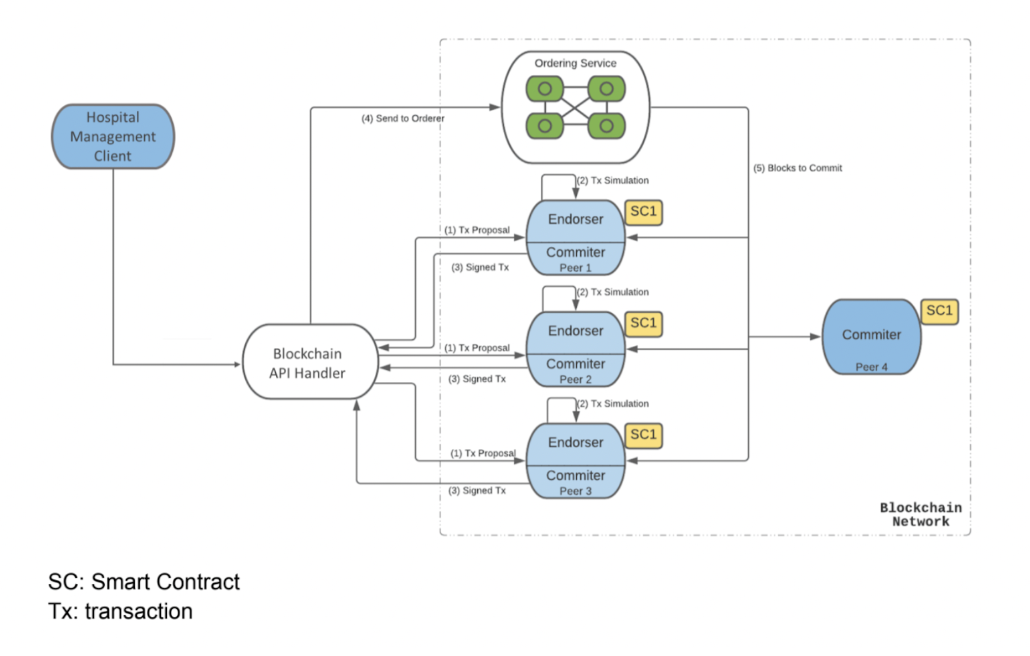 Ordering Service
Hospital
Management
Client
(4) Send to Orderer
(5) Blocks to Commit
(2) Tx Simulation
SC1
Endorser
(1) Tx Proposal
Commiter
Peer 1
(3) Signed Tx
(2) Tx Simulation
SC1
Endorser
(1) Tx Proposal
Commiter
Peer 2
(3) Signed Tx
SC1
Commiter
Peer 4
Blockchain
API Handler
(2) Tx Simulation
SC1
Endorser
(1) Tx Proposal
Commiter
Peer 3
(3) Signed Tx
Blockchain
Network
SC: Smart Contract
Tx: transaction